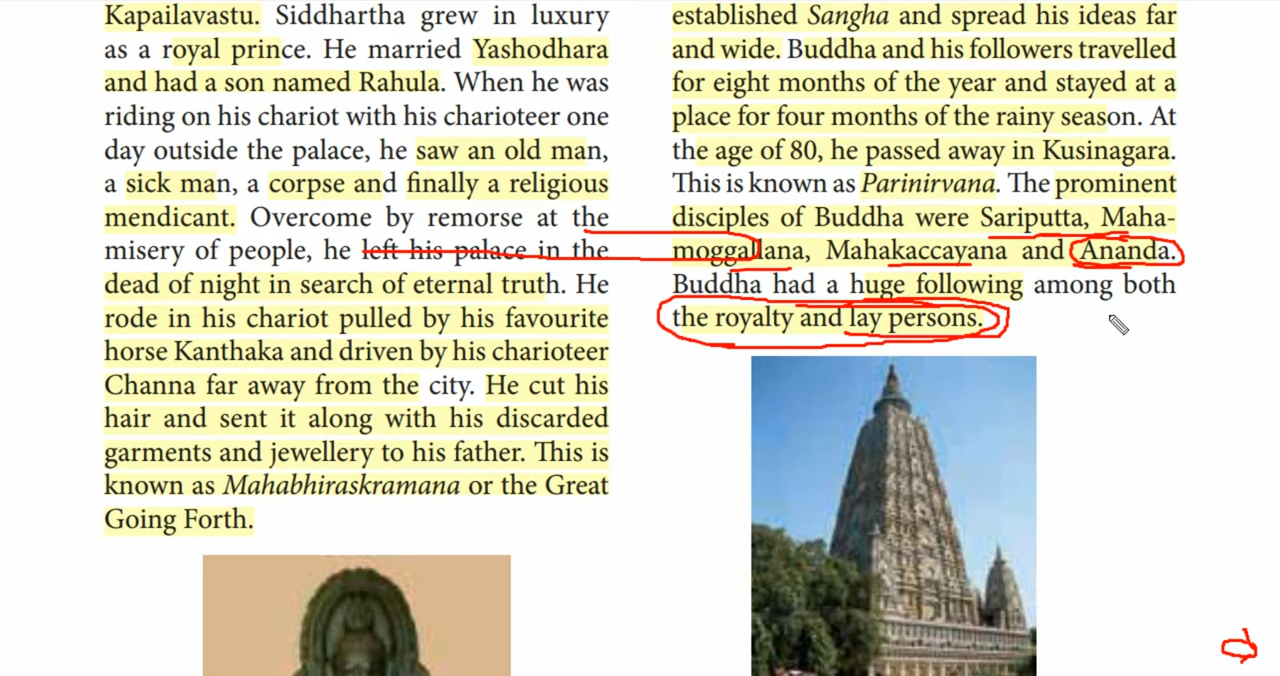 Kapailavastu. Siddhartha grew in luxury
as a royal prince. He married Yashodhara
and had a son named Rahula. When he was
riding on his chariot with his charioteer one
day outside the palace, he saw an old man,
a sick man, a corpse and finally a religious
mendicant. Overcome by remorse at the
misery of people, he left his palace in the
dead of night in search of eternal truth. He
rode in his chariot pulled by his favourite
horse Kanthaka and driven by his charioteer
Channa far away from the city. He cut his
hair and sent it along with his discarded
garments and jewellery to his father. This is
known as Mahabhiraskramana or the Great
Going Forth.
established Sangha and spread his ideas far
and wide. Buddha and his followers travelled
for eight months of the year and stayed at a
place for four months of the rainy season. At
the age of 80, he passed away in Kusinagara.
This is known as Parinirvana. The prominent
disciples of Buddha were Sariputta, Maha-
moggallana, Mahakaccayana and Ananda.
Buddha had a huge following among both
the royalty and lay persons.